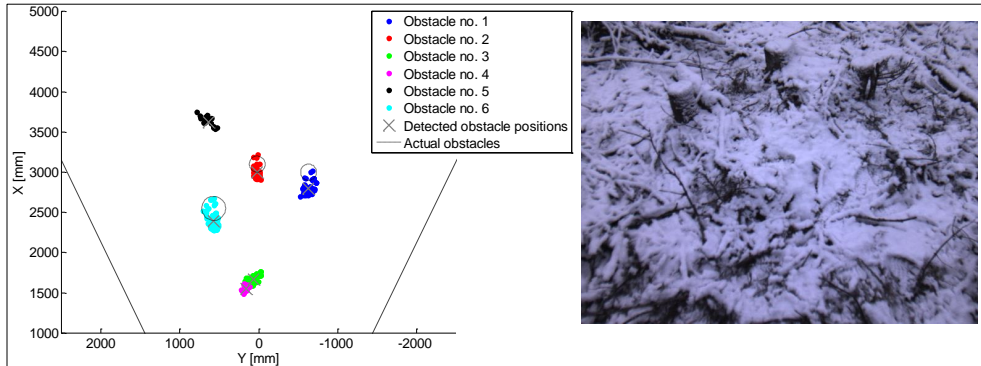 5000
4500
4000
3500
3000
2500
2000
1500
1000
X [mm]
2000
1000
0
-1000
-2000
Y [mm]
Obstacle no. 1
Obstacle no. 2
Obstacle no. 3
Obstacle no. 4
Obstacle no. 5
Obstacle no. 6
Detected obstacle positions
Actual obstacles